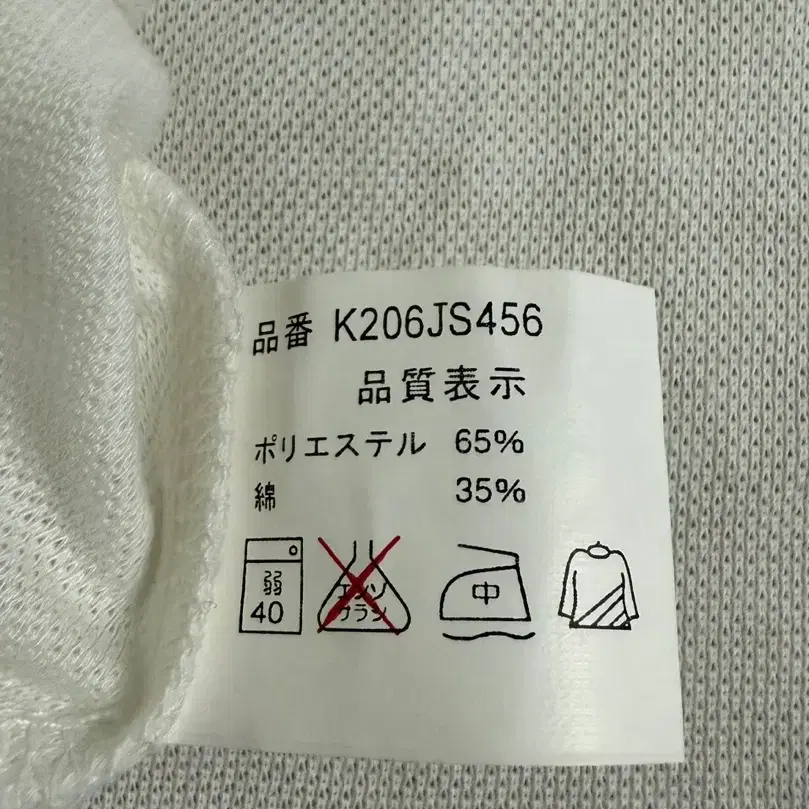 品番 K206JS456
品質表示
ポリエステル 65%
綿 35%
弱
40
エンソ
サラシ
中